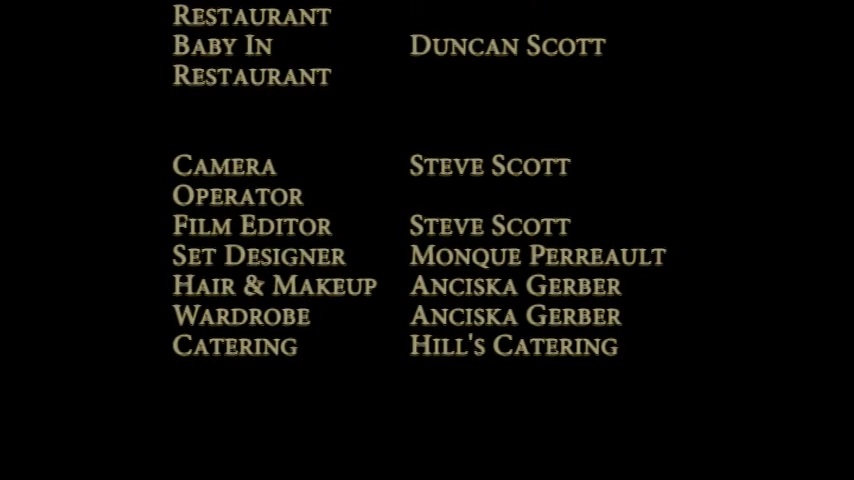 RESTAURANT
BABY IN DUNCAN SCOTT
RESTAURANT
CAMERA STEVE SCOTT
OPERATOR
FILM EDITOR STEVE SCOTT
SET DESIGNER MONQUE PERREAULT
HAIR & MAKEUP ANCISKA GERBER
WARDROBE ANCISKA GERBER
CATERING HILL'S CATERING